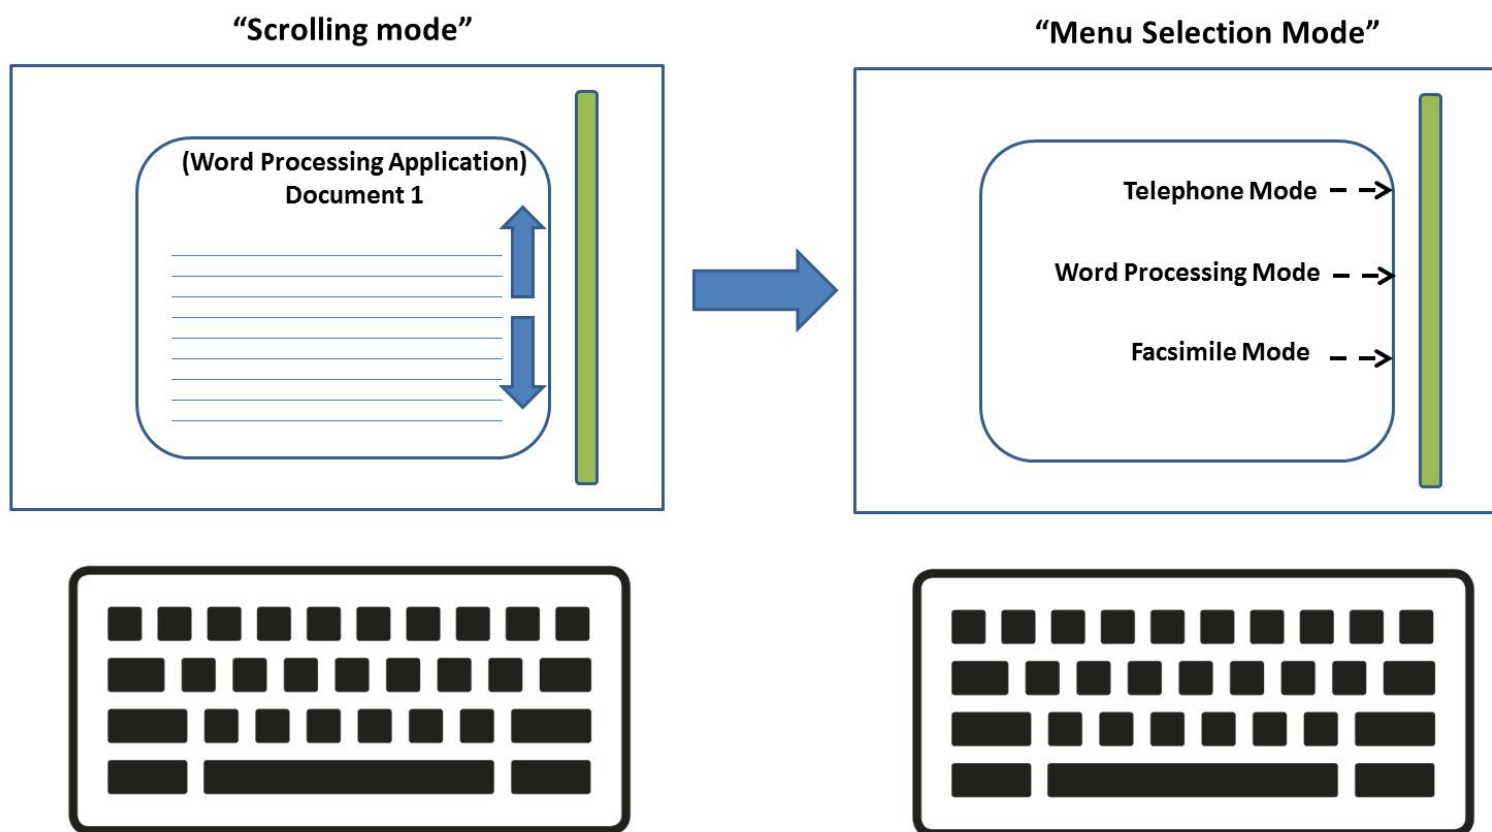 “Scrolling mode”
(Word Processing Application)
Document 1
“Menu Selection Mode”
Telephone Mode
Word Processing Mode
Facsimile Mode